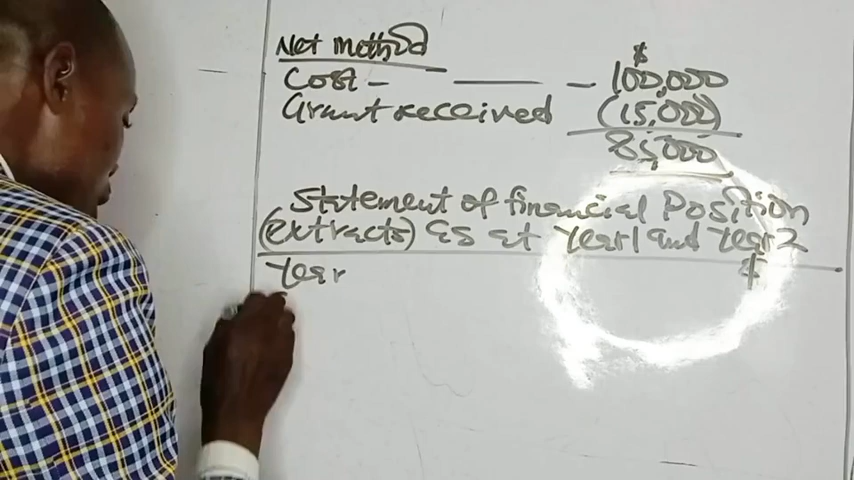 Net method
$
Cost - — - 100,000
Grant received (15,000)
85,000
Statement of financial Position
(extracts) as at Year 1 and Year 2
Year $